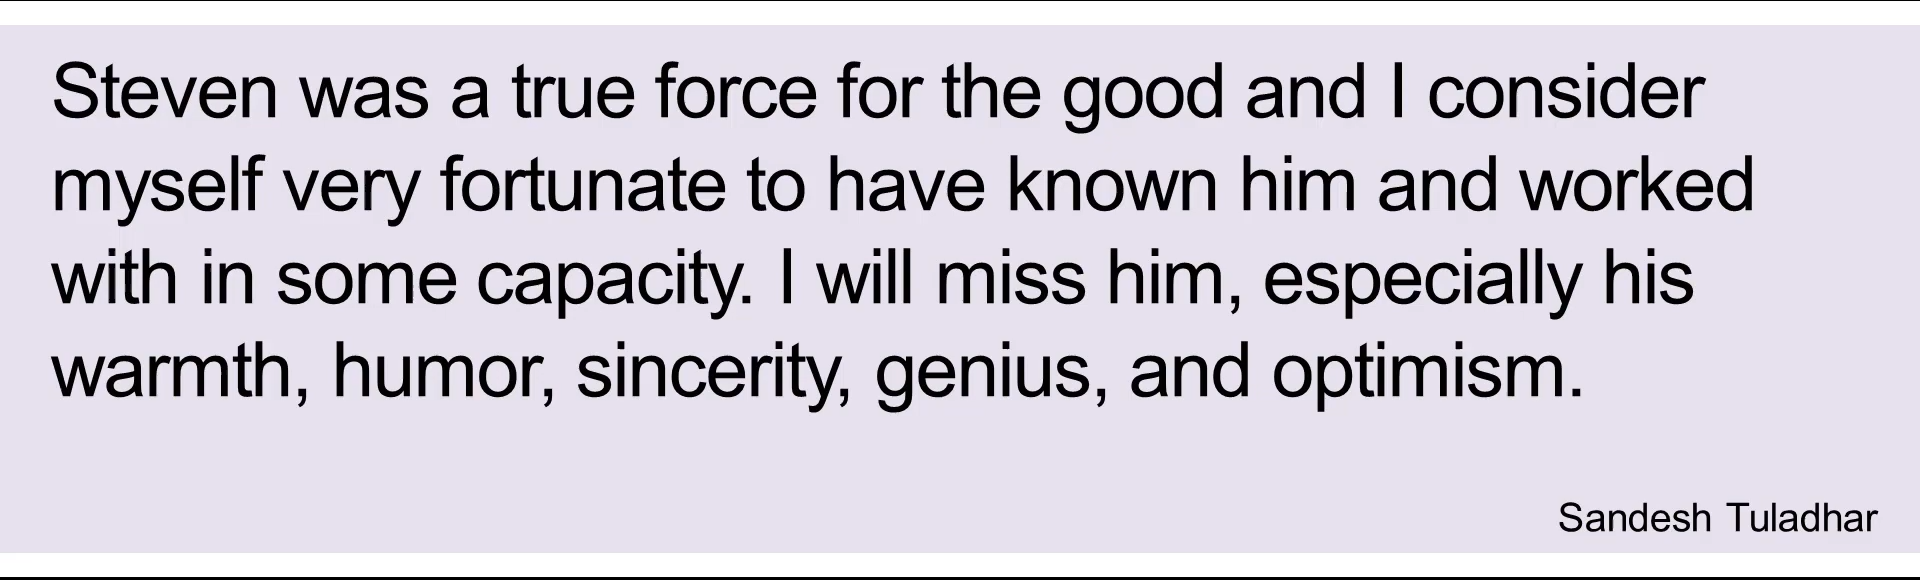 Steven was a true force for the good and I consider
myself very fortunate to have known him and worked
with in some capacity. I will miss him, especially his
warmth, humor, sincerity, genius, and optimism.
Sandesh Tuladhar